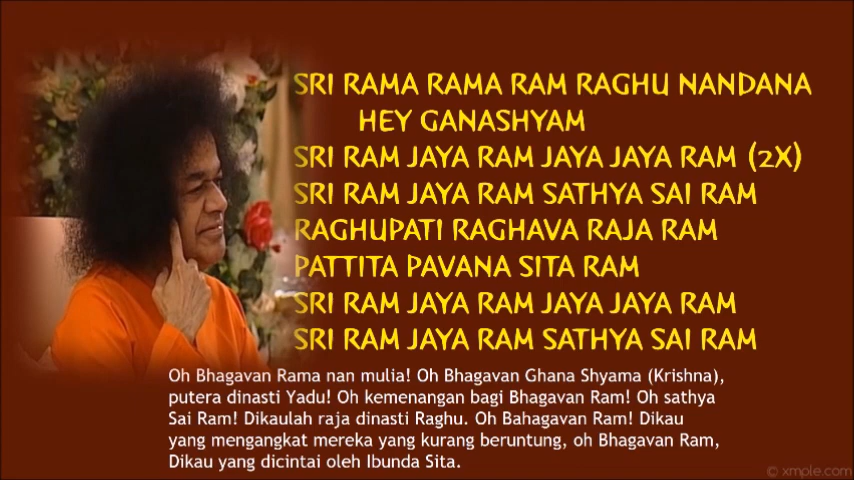 SRI RAMA RAMA RAM RAGHU NANDANA
HEY GANASHYAM
SRI RAM JAYA RAM JAYA JAYA RAM (2X)
SRI RAM JAYA RAM SATHYA SAI RAM
RAGHUPATI RAGHAVA RAJA RAM
PATTITA PAVANA SITA RAM
SRI RAM JAYA RAM JAYA JAYA RAM
SRI RAM JAYA RAM SATHYA SAI RAM
Oh Bhagavan Rama nan mulia! Oh Bhagavan Ghana Shyama (Krishna),
putera dinasti Yadu! Oh kemenangan bagi Bhagavan Ram! Oh sathya
Sai Ram! Dikaulah raja dinasti Raghu. Oh Bahagavan Ram! Dikau
yang mengangkat mereka yang kurang beruntung, oh Bhagavan Ram,
Dikau yang dicintai oleh Ibunda Sita.
© xmple.com